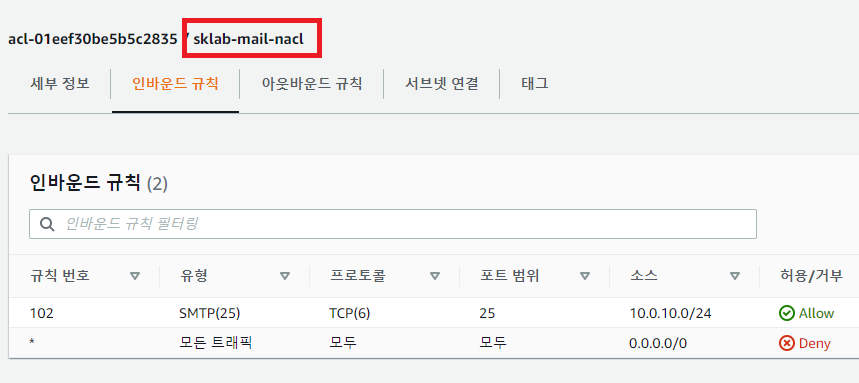 acl-01eef30be5b5c2835 / sklab-mail-nacl
세부 정보 인바운드 규칙 아웃바운드 규칙 서브넷 연결 태그
인바운드 규칙 (2)
인바운드 규칙 필터링
규칙 번호 유형 프로토콜 포트 범위 소스 허용/거부
102 SMTP(25) TCP(6) 25 10.0.10.0/24 Allow
* 모든 트래픽 모두 모두 0.0.0.0/0 Deny